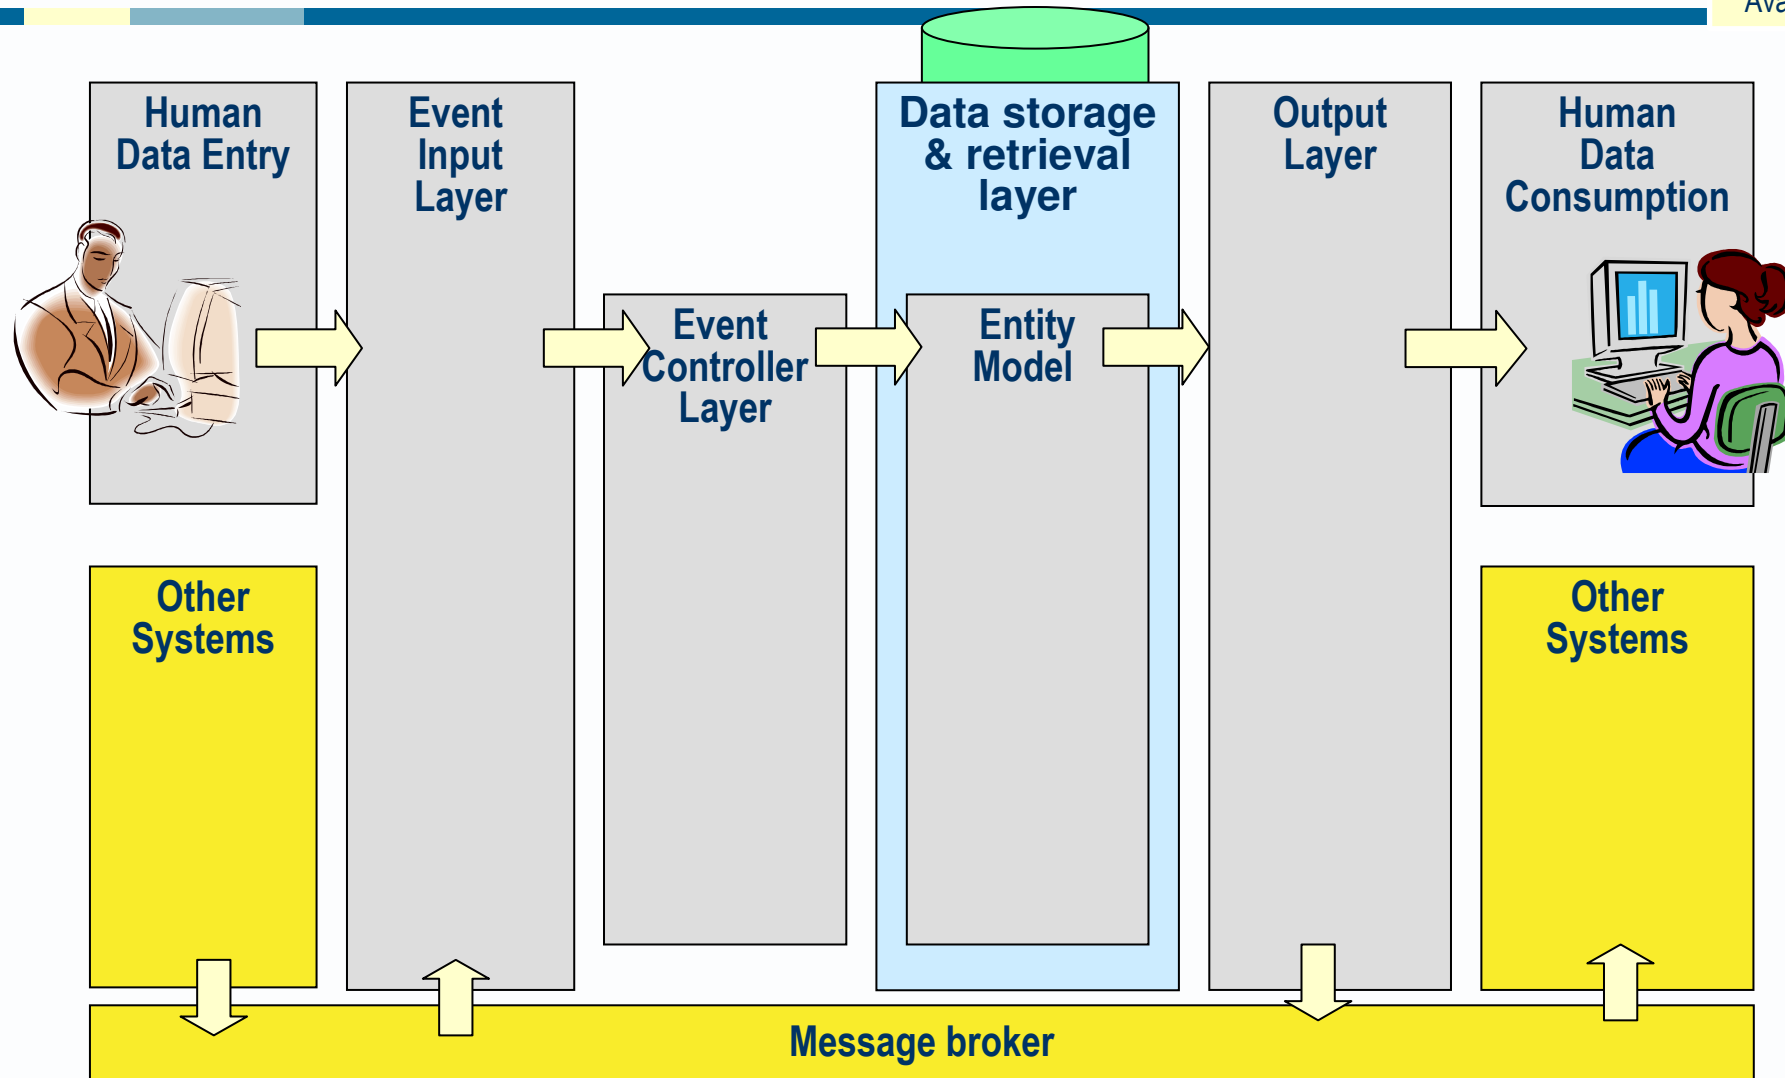 Human
Data Entry
Event
Input
Layer
Event
Controller
Layer
Data storage
& retrieval
layer
Entity
Model
Output
Layer
Human
Data
Consumption
Other
Systems
Other
Systems
Message broker